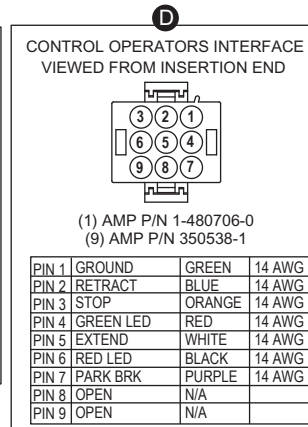 D
CONTROL OPERATORS INTERFACE
VIEWED FROM INSERTION END
3 2 1
6 5 4
9 8 7
(1) AMP P/N 1-480706-0
(9) AMP P/N 350538-1
PIN 1 GROUND GREEN 14 AWG
PIN 2 RETRACT BLUE 14 AWG
PIN 3 STOP ORANGE 14 AWG
PIN 4 GREEN LED RED 14 AWG
PIN 5 EXTEND WHITE 14 AWG
PIN 6 RED LED BLACK 14 AWG
PIN 7 PARK BRK PURPLE 14 AWG
PIN 8 OPEN N/A
PIN 9 OPEN N/A